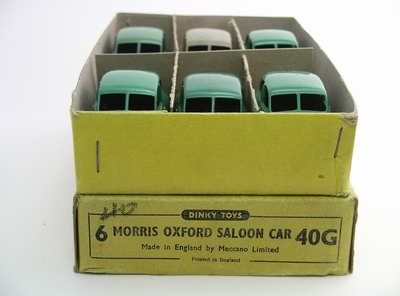 DINKY TOYS
6 MORRIS OXFORD SALOON CAR 40G
Made in England by Meccano Limited
Printed in England